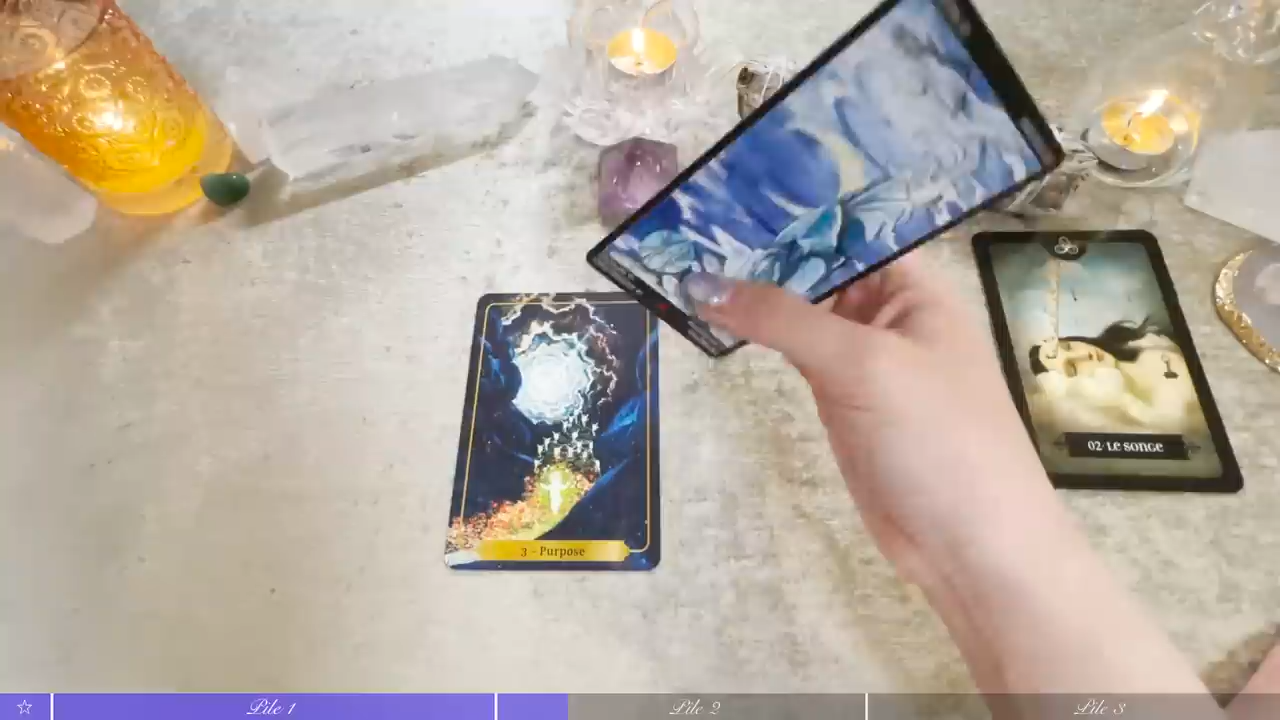 3 - Purpose
02 Le songe
☆ Pile 1 Pile 2 Pile 3